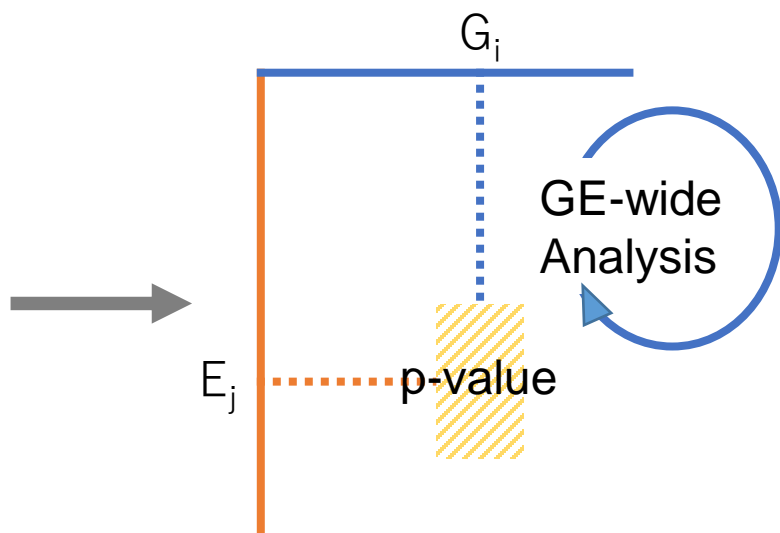 Gᵢ
GE-wide
Analysis
Eⱼ
p-value